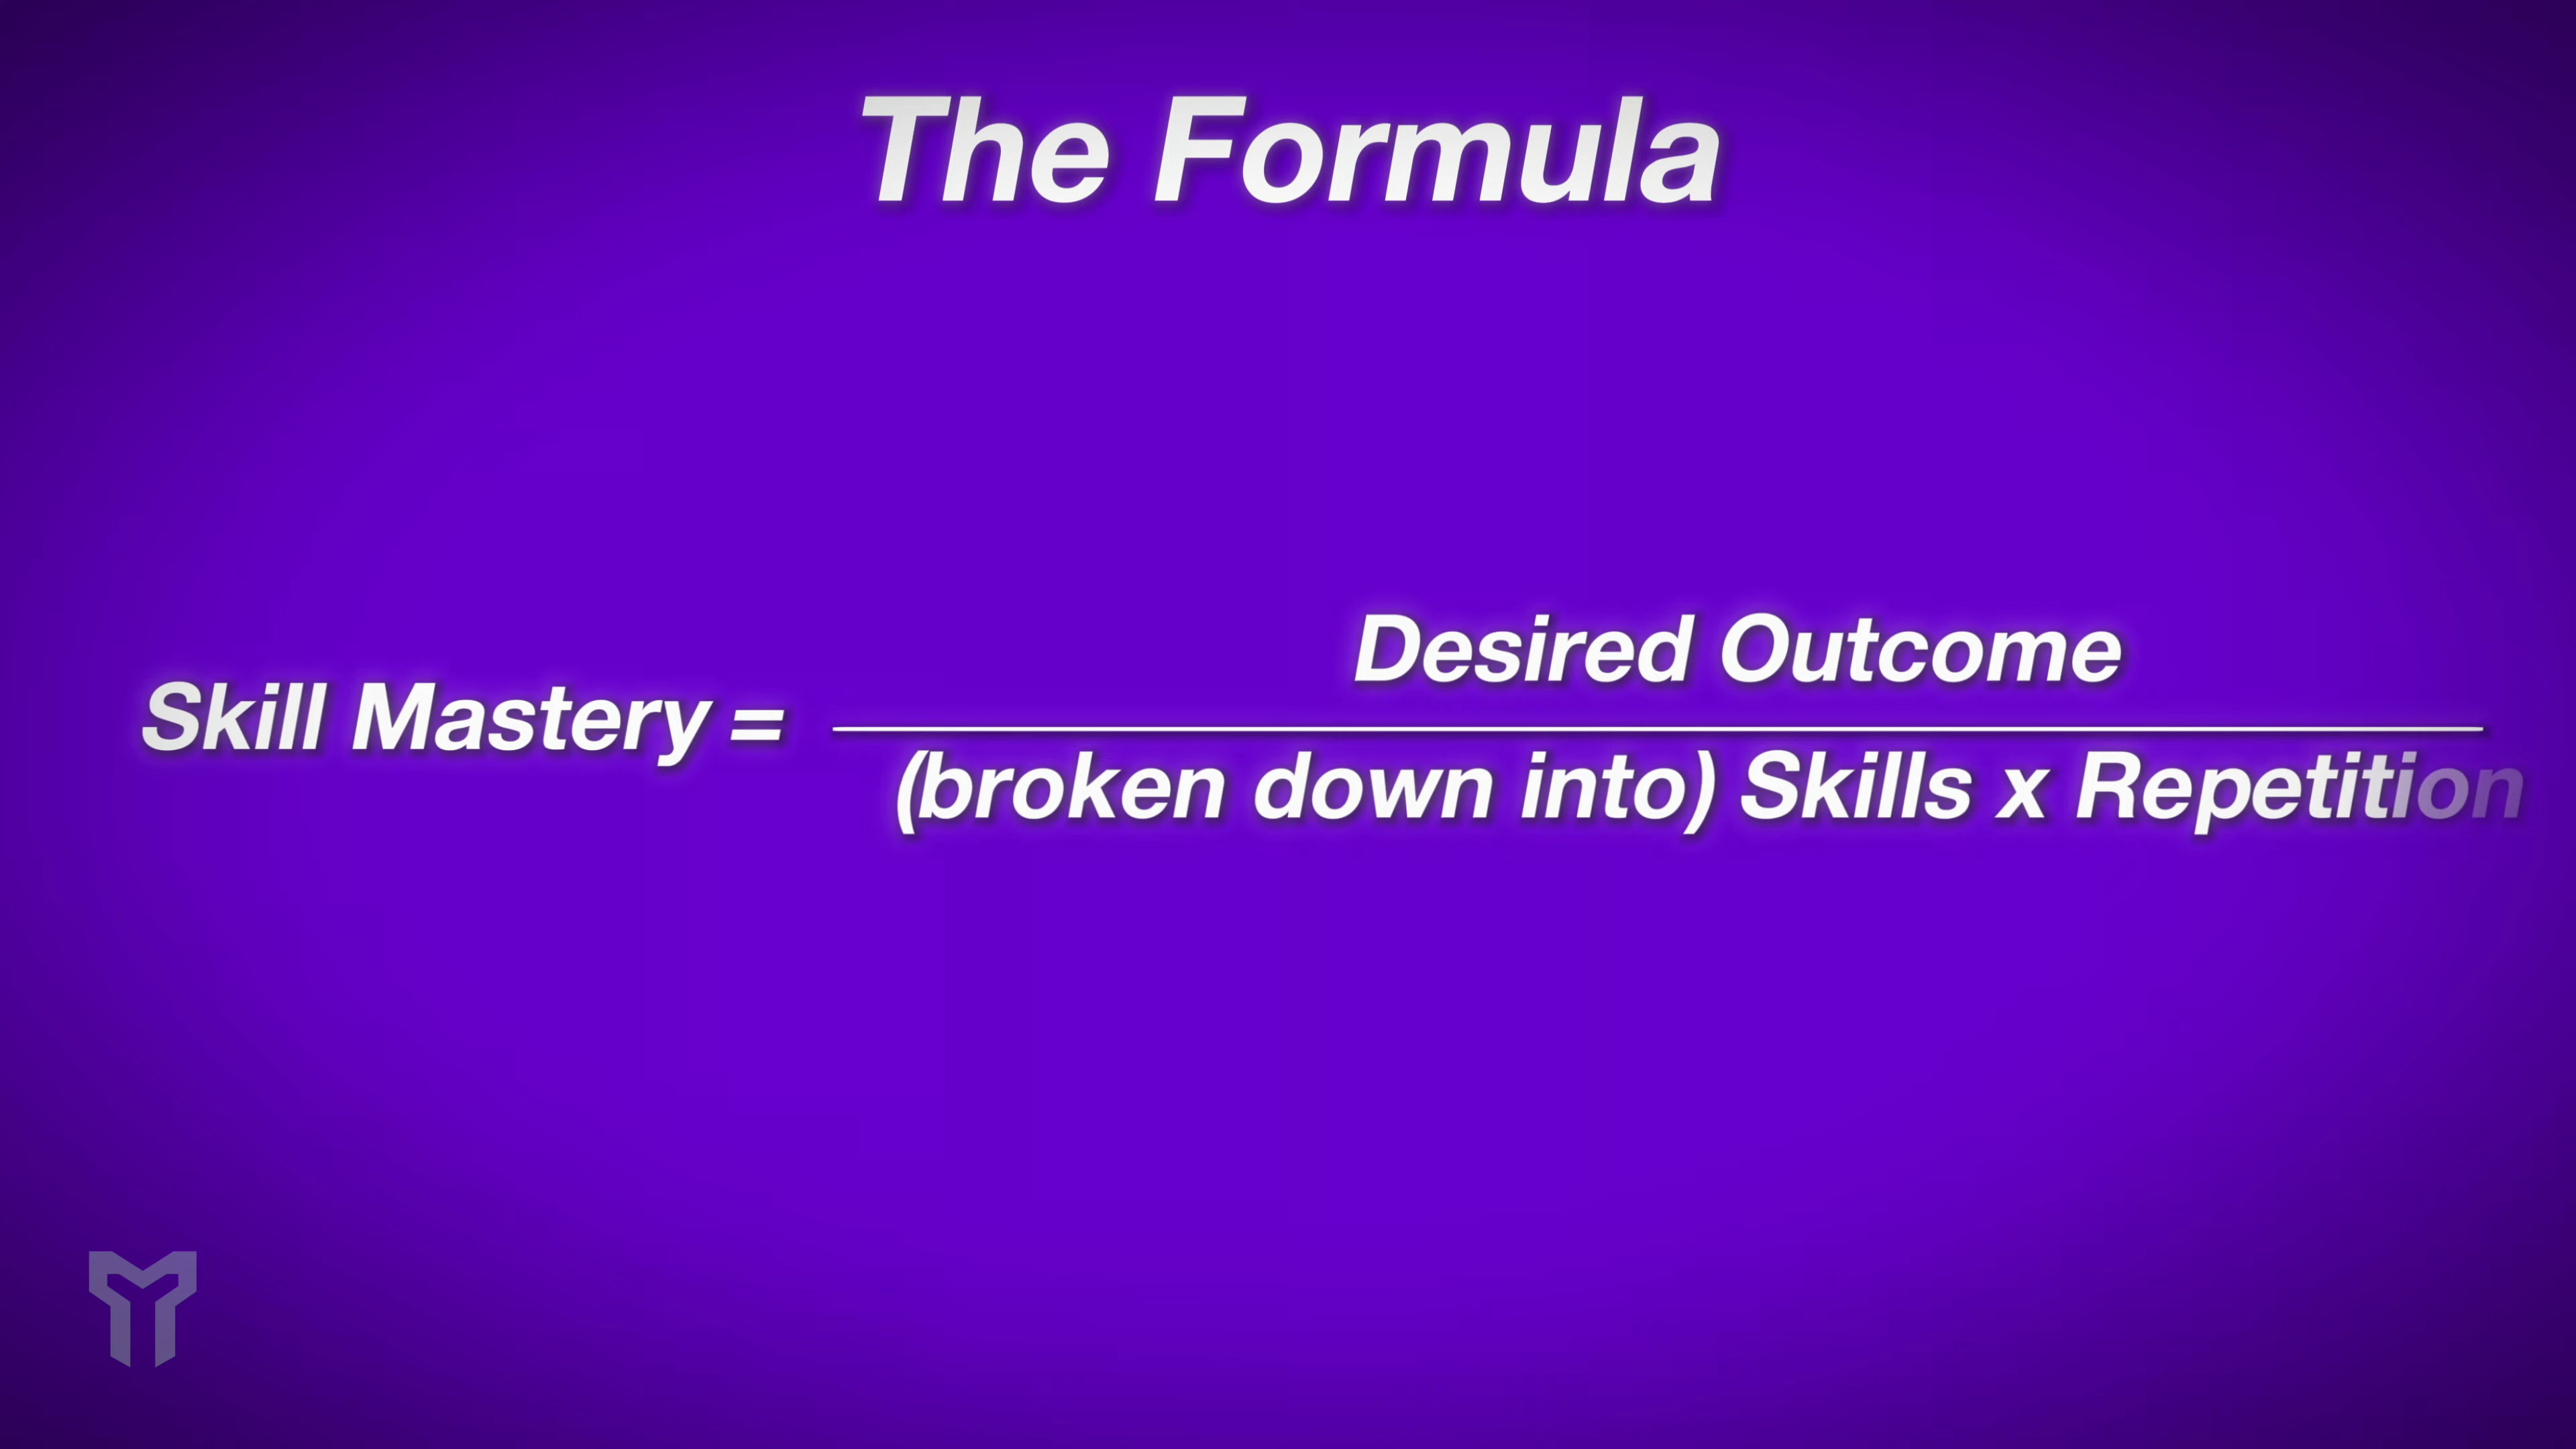 The Formula
Skill Mastery =
Desired Outcome
(broken down into) Skills x Repetition